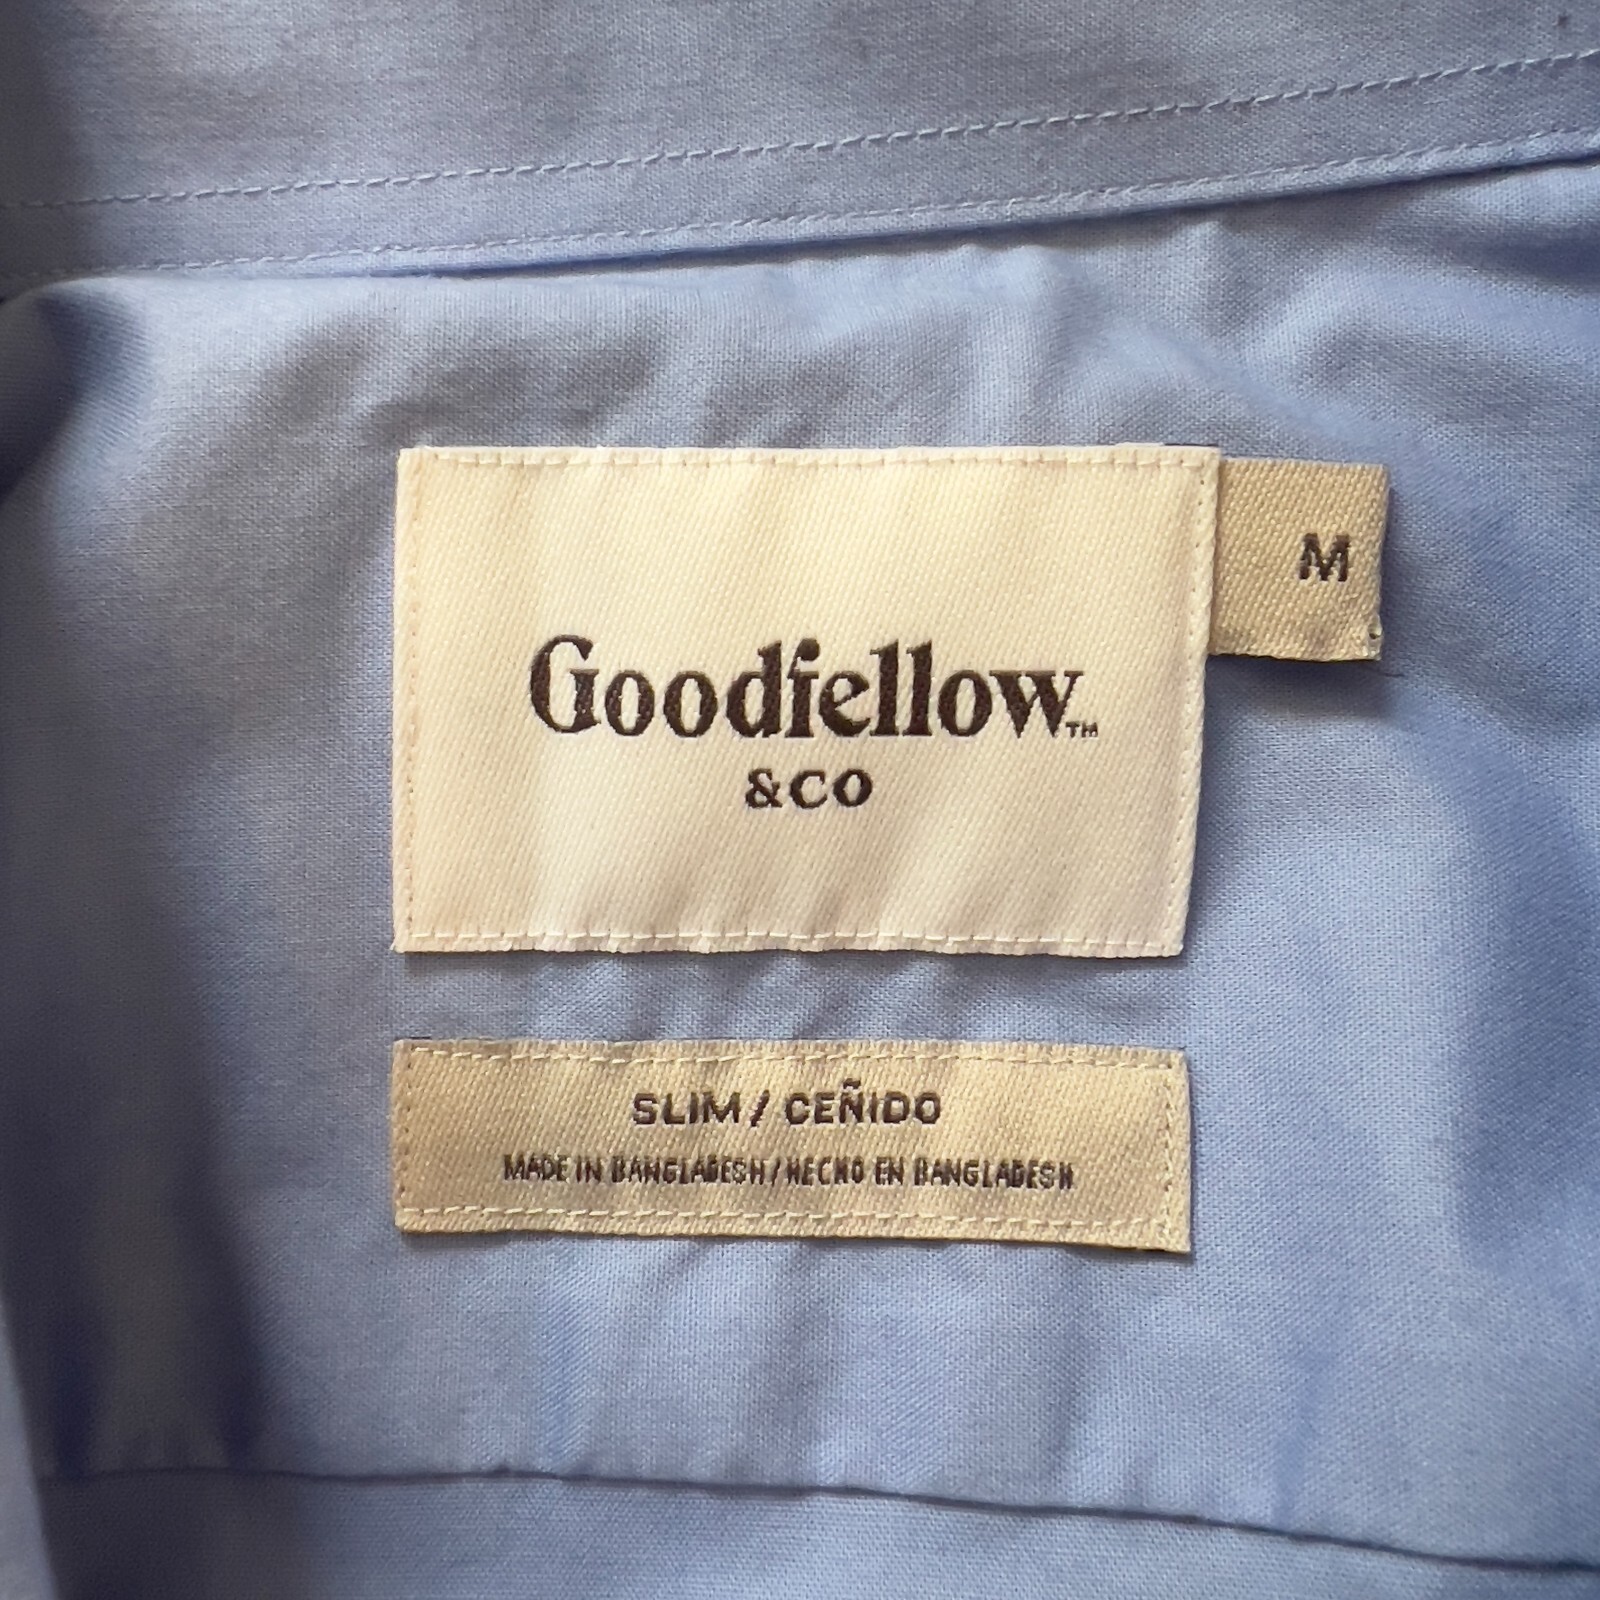 Goodfellow™
&CO
M
SLIM / CEÑIDO
MADE IN BANGLADESH / HECHO EN BANGLADESH